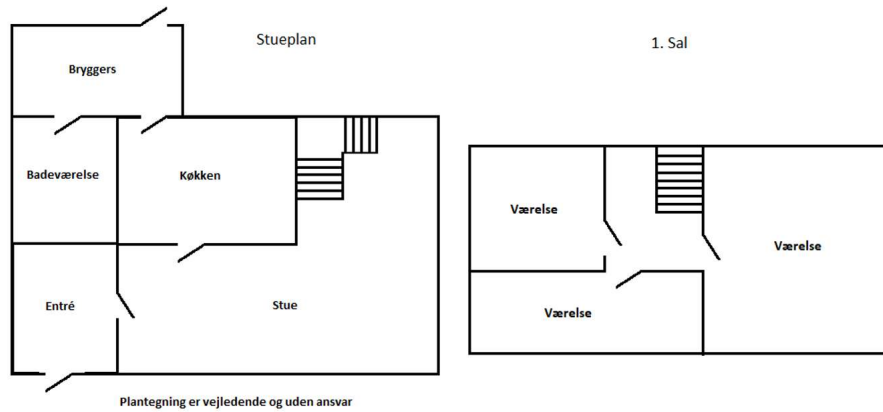 Stueplan
Bryggers
Badeværelse
Køkken
Entré
Stue
Plantegning er vejledende og uden ansvar
1. Sal
Værelse
Værelse
Værelse